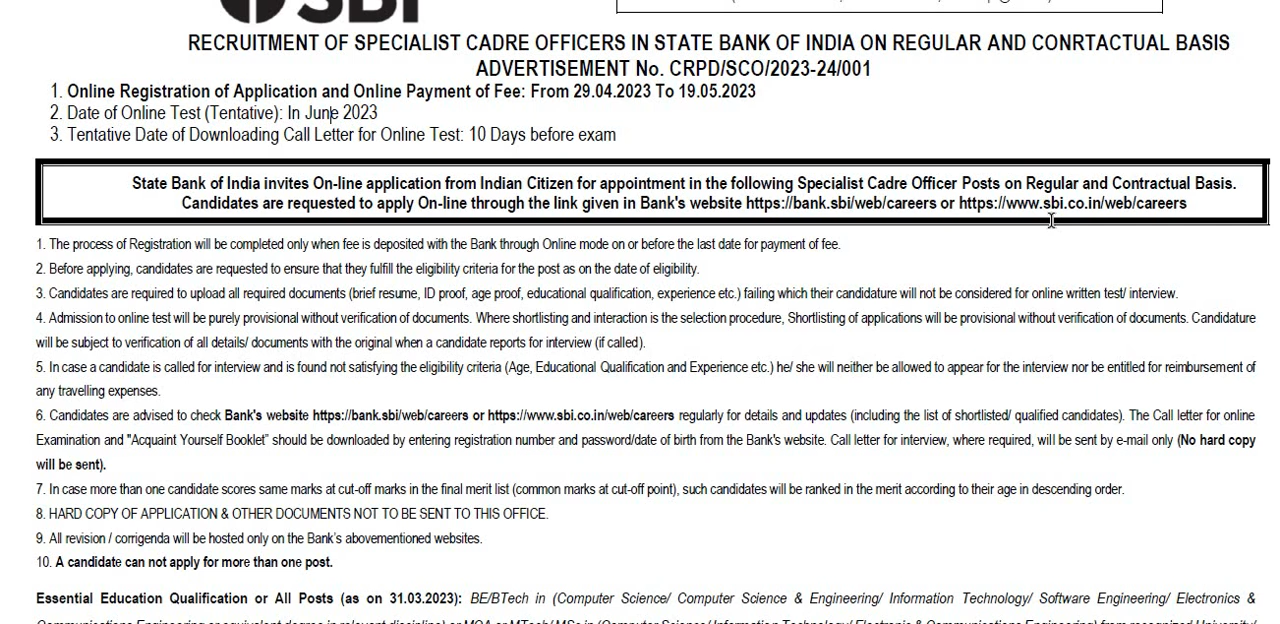 SBI
RECRUITMENT OF SPECIALIST CADRE OFFICERS IN STATE BANK OF INDIA ON REGULAR AND CONRTACTUAL BASIS
ADVERTISEMENT No. CRPD/SCO/2023-24/001
1. Online Registration of Application and Online Payment of Fee: From 29.04.2023 To 19.05.2023
2. Date of Online Test (Tentative): In June 2023
3. Tentative Date of Downloading Call Letter for Online Test: 10 Days before exam
State Bank of India invites On-line application from Indian Citizen for appointment in the following Specialist Cadre Officer Posts on Regular and Contractual Basis.
Candidates are requested to apply On-line through the link given in Bank's website https://bank.sbi/web/careers or https://www.sbi.co.in/web/careers
1. The process of Registration will be completed only when fee is deposited with the Bank through Online mode on or before the last date for payment of fee.
2. Before applying, candidates are requested to ensure that they fulfill the eligibility criteria for the post as on the date of eligibility.
3. Candidates are required to upload all required documents (brief resume, ID proof, age proof, educational qualification, experience etc.) failing which their candidature will not be considered for online written test/ interview.
4. Admission to online test will be purely provisional without verification of documents. Where shortlisting and interaction is the selection procedure, Shortlisting of applications will be provisional without verification of documents. Candidature
will be subject to verification of all details/ documents with the original when a candidate reports for interview (if called).
5. In case a candidate is called for interview and is found not satisfying the eligibility criteria (Age, Educational Qualification and Experience etc.) he/ she will neither be allowed to appear for the interview nor be entitled for reimbursement of
any travelling expenses.
6. Candidates are advised to check Bank's website https://bank.sbi/web/careers or https://www.sbi.co.in/web/careers regularly for details and updates (including the list of shortlisted/ qualified candidates). The Call letter for online
Examination and "Acquaint Yourself Booklet" should be downloaded by entering registration number and password/date of birth from the Bank's website. Call letter for interview, where required, will be sent by e-mail only (No hard copy
will be sent).
7. In case more than one candidate scores same marks at cut-off marks in the final merit list (common marks at cut-off point), such candidates will be ranked in the merit according to their age in descending order.
8. HARD COPY OF APPLICATION & OTHER DOCUMENTS NOT TO BE SENT TO THIS OFFICE.
9. All revision / corrigenda will be hosted only on the Bank's abovementioned websites.
10. A candidate can not apply for more than one post.
Essential Education Qualification or All Posts (as on 31.03.2023): BE/BTech in (Computer Science/ Computer Science & Engineering/ Information Technology/ Software Engineering/ Electronics &